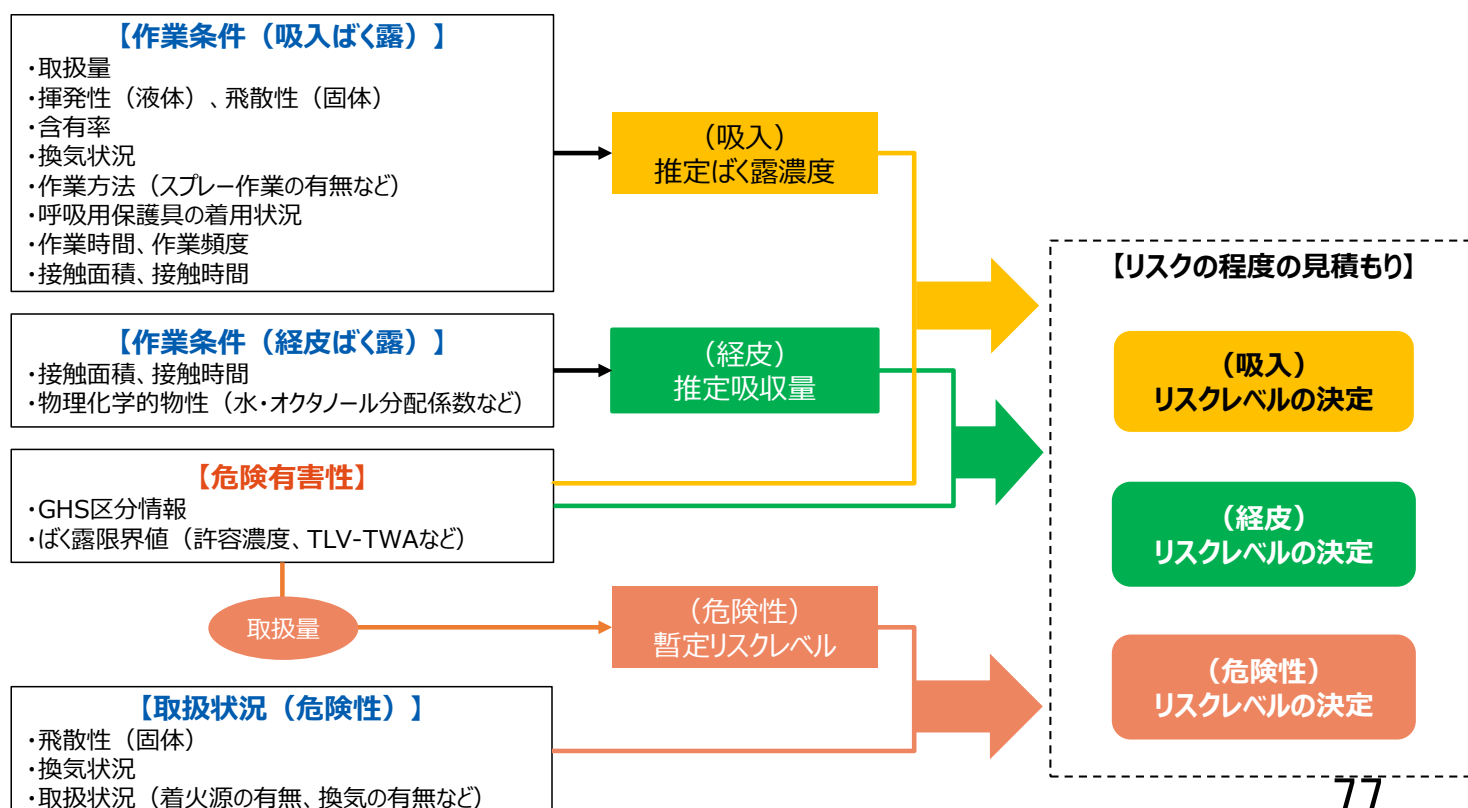 【作業条件（吸入ばく露）】
・取扱量
・揮発性（液体）、飛散性（固体）
・含有率
・換気状況
・作業方法（スプレー作業の有無など）
・呼吸用保護具の着用状況
・作業時間、作業頻度
・接触面積、接触時間
（吸入）
推定ばく露濃度
【作業条件（経皮ばく露）】
・接触面積、接触時間
・物理化学的物性（水・オクタノール分配係数など）
（経皮）
推定吸収量
【危険有害性】
・GHS区分情報
・ばく露限界値（許容濃度、TLV-TWAなど）
取扱量
（危険性）
暫定リスクレベル
【取扱状況（危険性）】
・飛散性（固体）
・換気状況
・取扱状況（着火源の有無、換気の有無など）
【リスクの程度の見積もり】
（吸入）
リスクレベルの決定
（経皮）
リスクレベルの決定
（危険性）
リスクレベルの決定
77